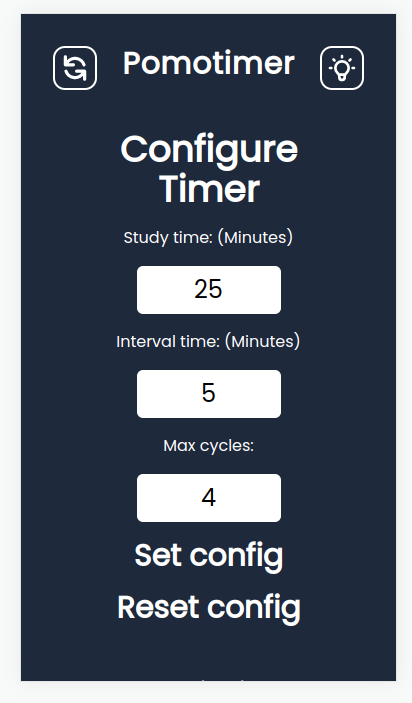 Pomotimer
Configure
Timer
Study time: (Minutes)
25
Interval time: (Minutes)
5
Max cycles:
4
Set config
Reset config